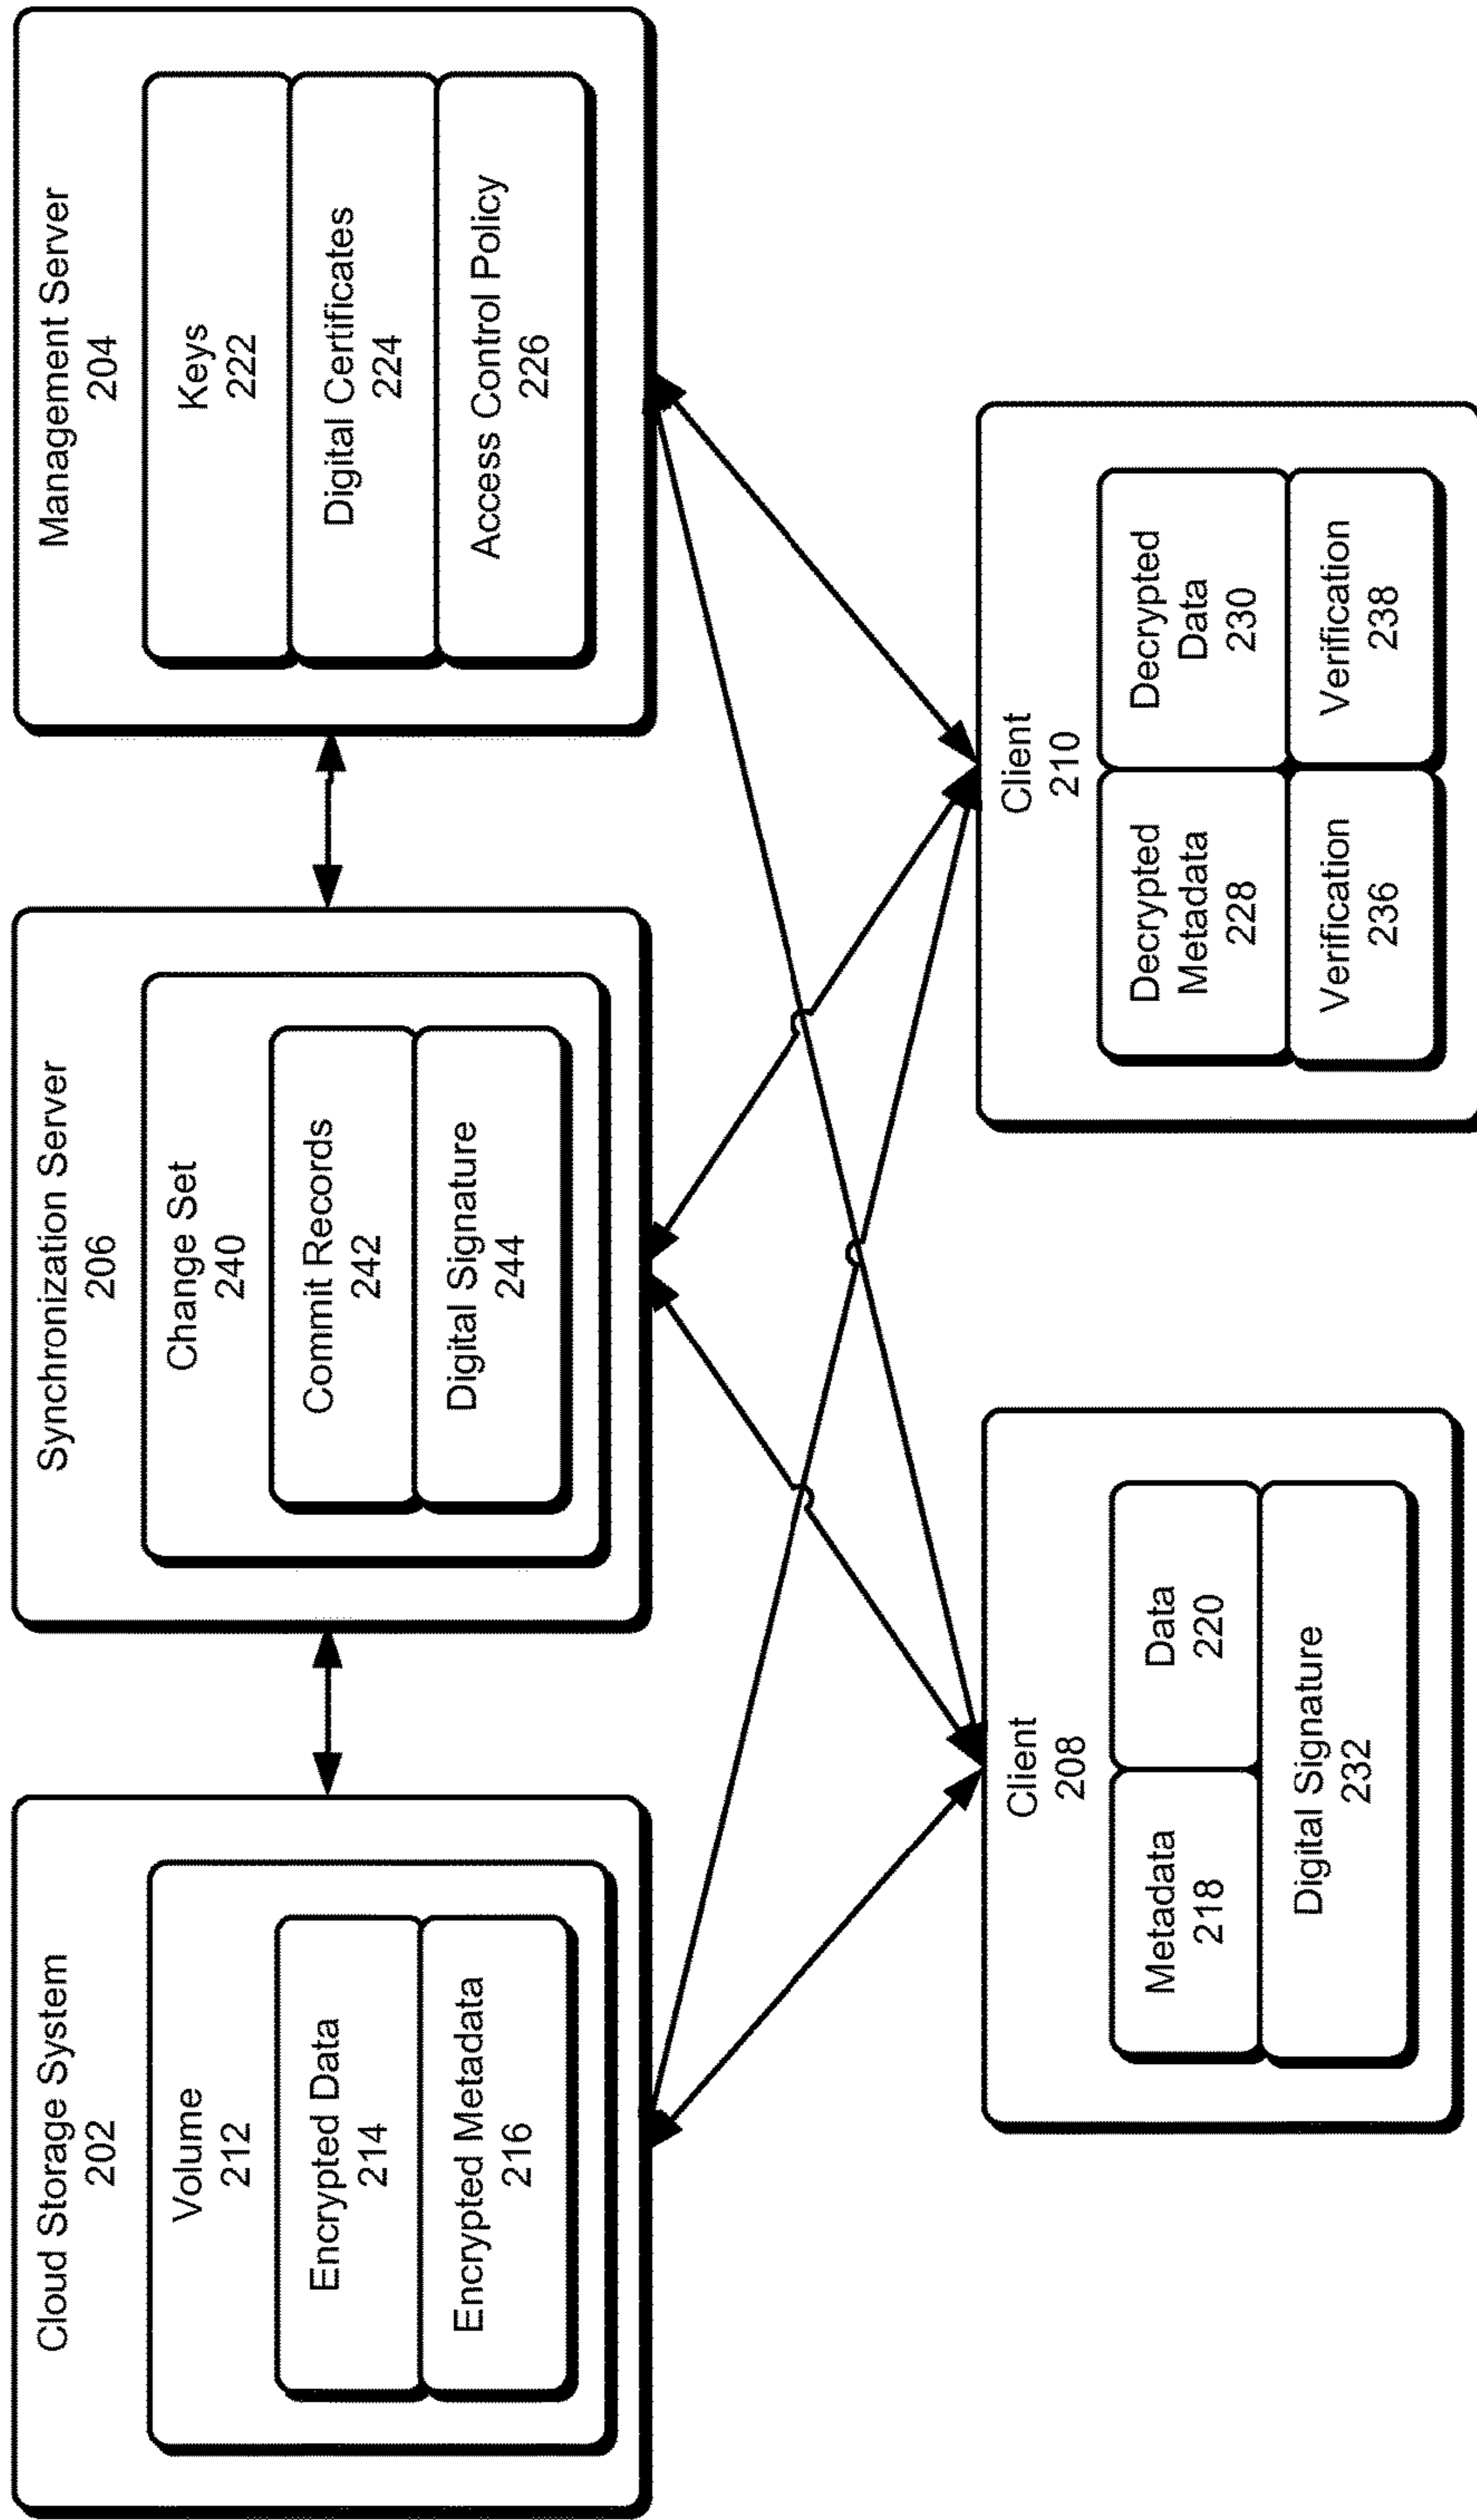 Cloud Storage System
202
Volume
212
Encrypted Data
214
Encrypted Metadata
216
Synchronization Server
206
Change Set
240
Commit Records
242
Digital Signature
244
Management Server
204
Keys
222
Digital Certificates
224
Access Control Policy
226
Client
208
Metadata
218
Data
220
Digital Signature
232
Client
210
Decrypted
Metadata
228
Decrypted
Data
230
Verification
236
Verification
238